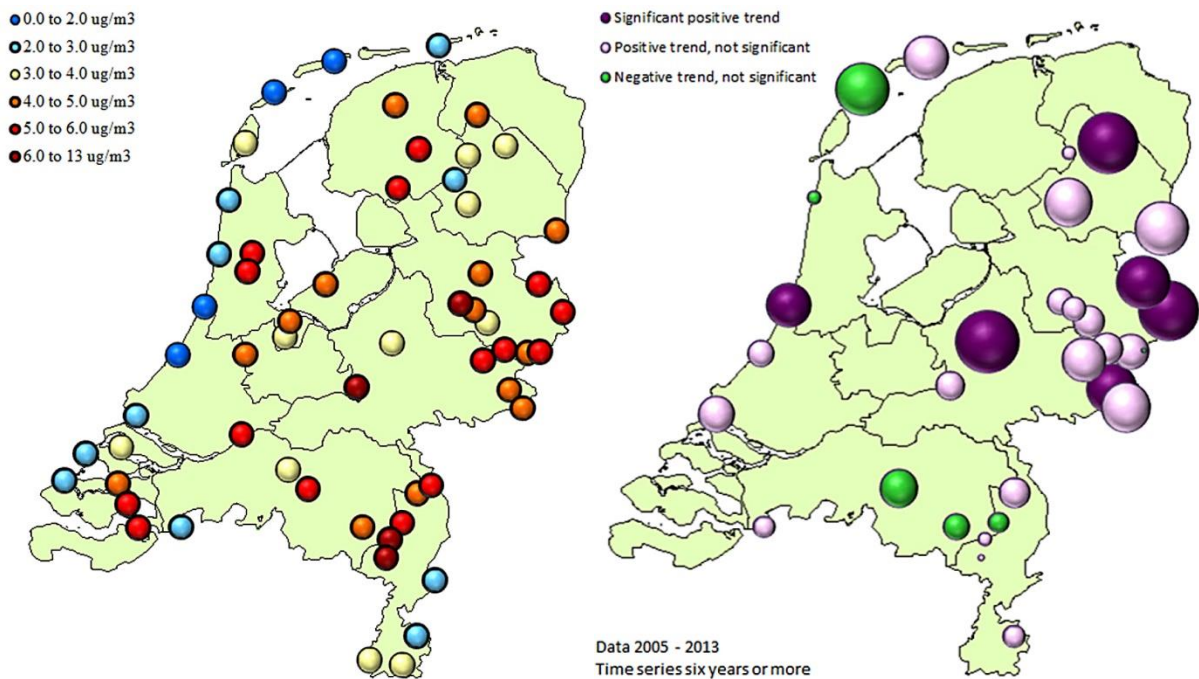 0.0 to 2.0 ug/m3
2.0 to 3.0 ug/m3
3.0 to 4.0 ug/m3
4.0 to 5.0 ug/m3
5.0 to 6.0 ug/m3
6.0 to 13 ug/m3
Significant positive trend
Positive trend, not significant
Negative trend, not significant
Data 2005 - 2013
Time series six years or more